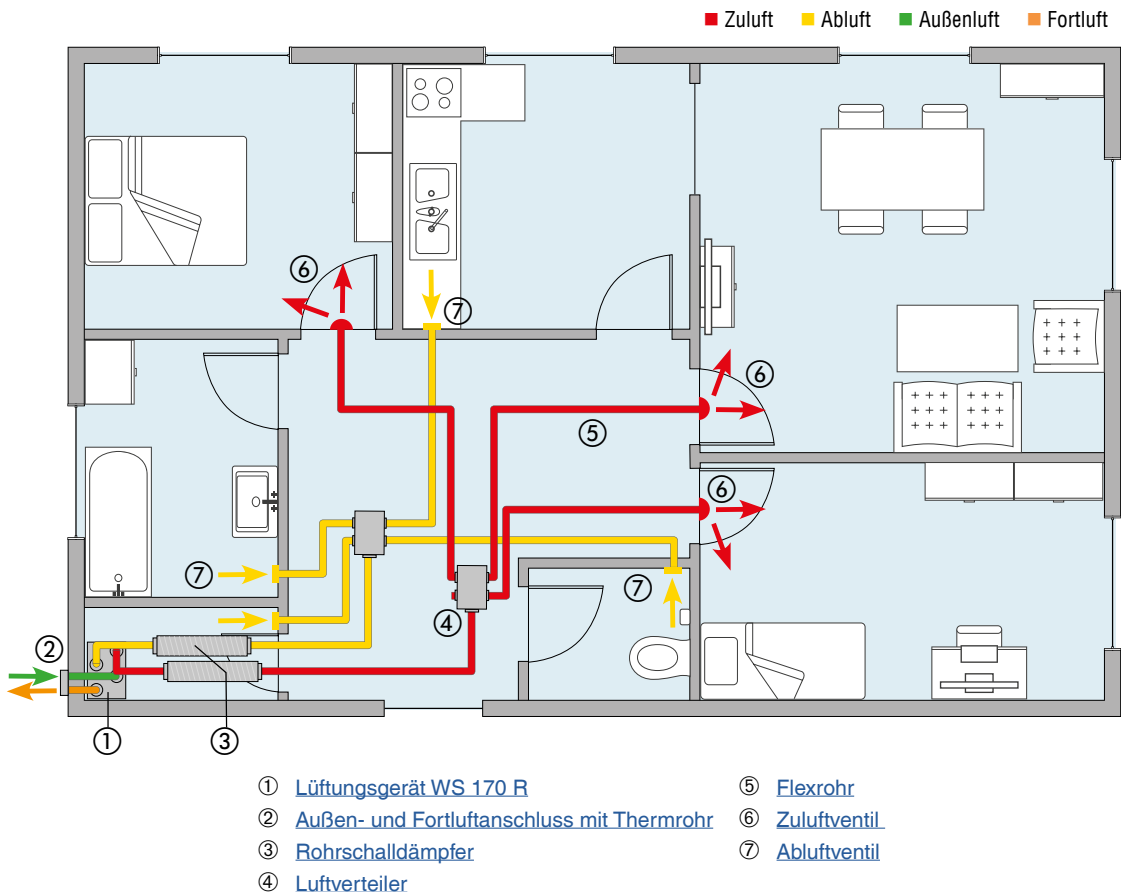 Zuluft Abluft Außenluft Fortluft
⑥
⑦
⑥
⑤
⑥
⑦
⑦
④
②
① ③
① Lüftungsgerät WS 170 R
② Außen- und Fortluftanschluss mit Thermrohr
③ Rohrschalldämpfer
④ Luftverteiler
⑤ Flexrohr
⑥ Zuluftventil
⑦ Abluftventil